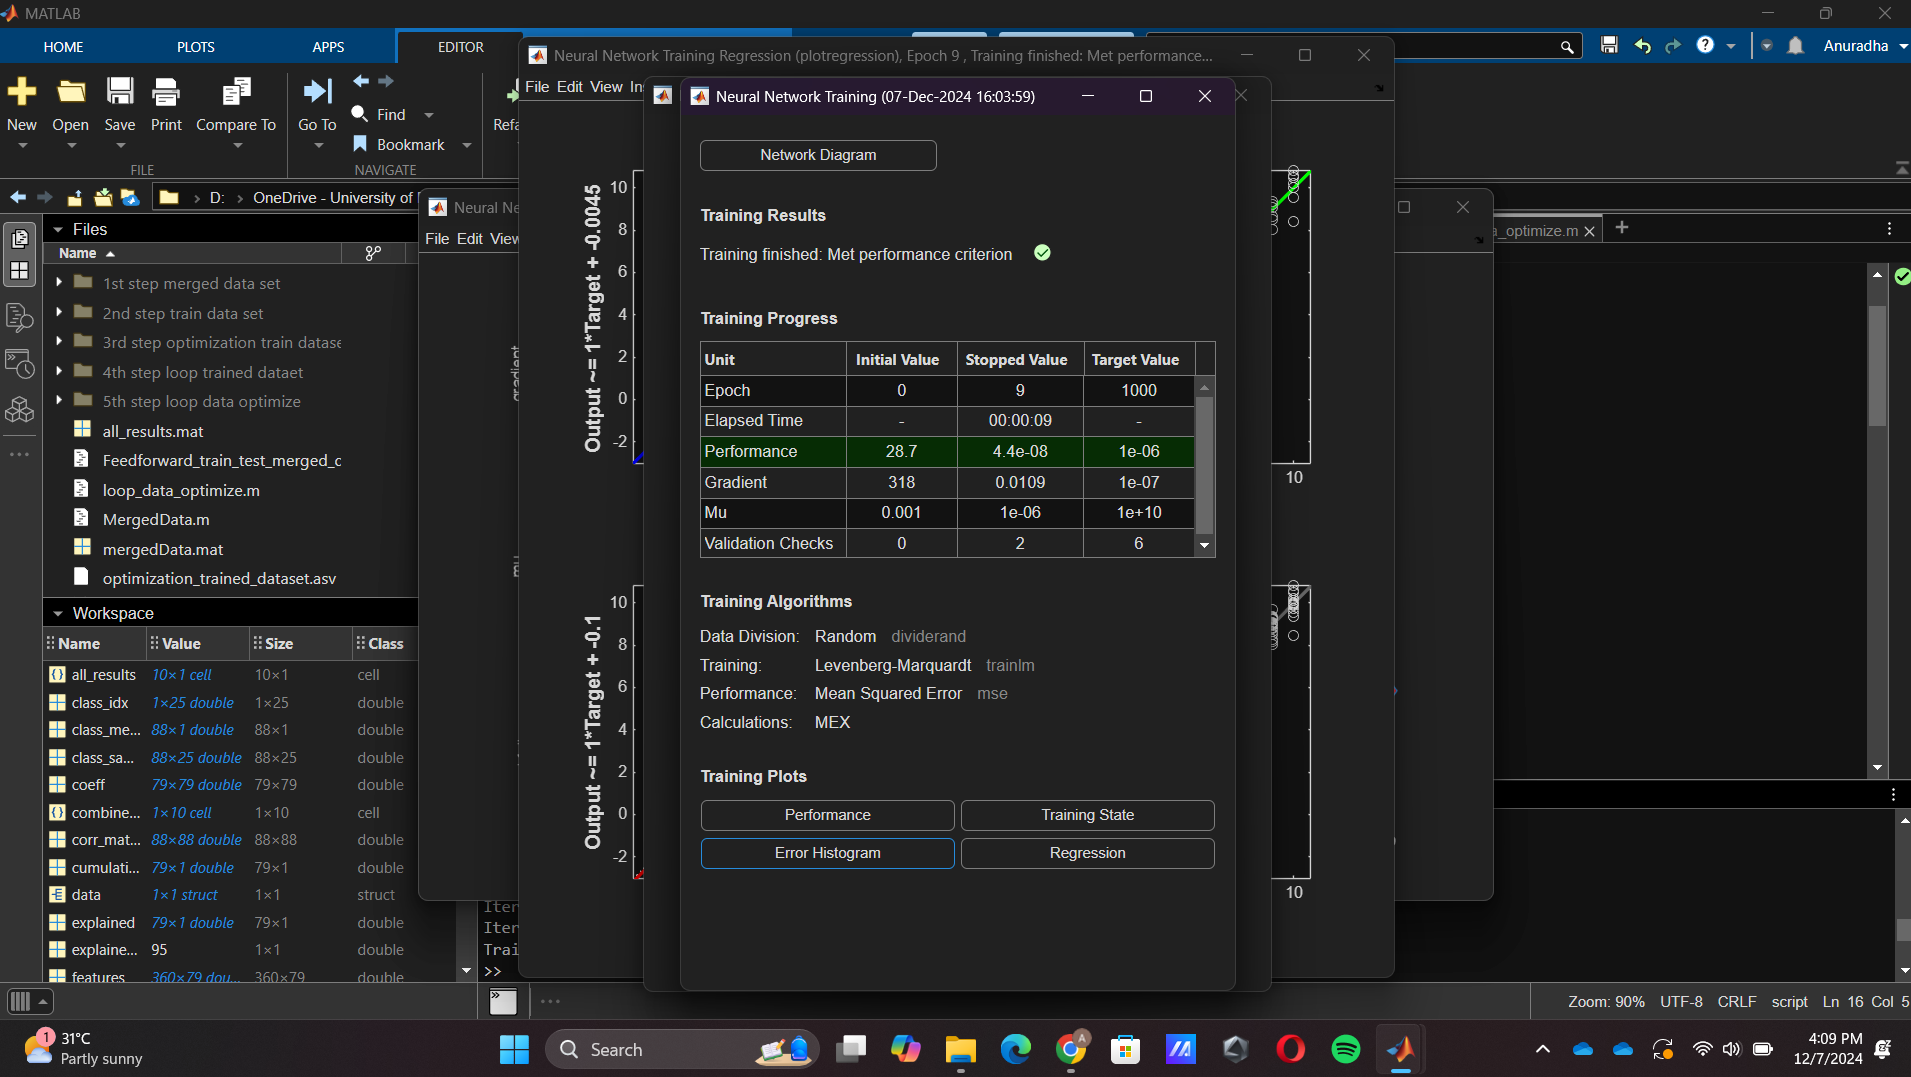 MATLAB
HOME PLOTS APPS EDITOR
Anuradha
New Open Save Print Compare To Go To Find Bookmark
FILE NAVIGATE
D: OneDrive - University of
Files
Name
1st step merged data set
2nd step train data set
3rd step optimization train datase
4th step loop trained dataet
5th step loop data optimize
all_results.mat
Feedforward_train_test_merged_c
loop_data_optimize.m
MergedData.m
mergedData.mat
optimization_trained_dataset.asv
Workspace
Name Value Size Class
all_results 10×1 cell 10×1 cell
class_idx 1×25 double 1×25 double
class_me... 88×1 double 88×1 double
class_sa... 88×25 double 88×25 double
coeff 79×79 double 79×79 double
combine... 1×10 cell 1×10 cell
corr_mat... 88×88 double 88×88 double
cumulati... 79×1 double 79×1 double
data 1×1 struct 1×1 struct
explained 79×1 double 79×1 double
explaine... 95 1×1 double
features 360×79 dou... 360×79 double
Neural Ne
File Edit View
gradient
Neural Network Training Regression (plotregression), Epoch 9 , Training finished: Met performance...
File Edit View
Output ~= 1*Target + -0.0045
10
8
6
4
2
0
-2
10
Output ~= 1*Target + -0.1
10
8
6
4
2
0
-2
10
Neural Network Training (07-Dec-2024 16:03:59)
Network Diagram
Training Results
Training finished: Met performance criterion
Training Progress
Unit Initial Value Stopped Value Target Value
Epoch 0 9 1000
Elapsed Time - 00:00:09 -
Performance 28.7 4.4e-08 1e-06
Gradient 318 0.0109 1e-07
Mu 0.001 1e-06 1e+10
Validation Checks 0 2 6
Training Algorithms
Data Division: Random dividerand
Training: Levenberg-Marquardt trainlm
Performance: Mean Squared Error mse
Calculations: MEX
Training Plots
Performance Training State
Error Histogram Regression
_optimize.m
Iter
Iter
Trai
>>
Zoom: 90% UTF-8 CRLF script Ln 16 Col 5
1
31°C
Partly sunny
Search
4:09 PM
12/7/2024